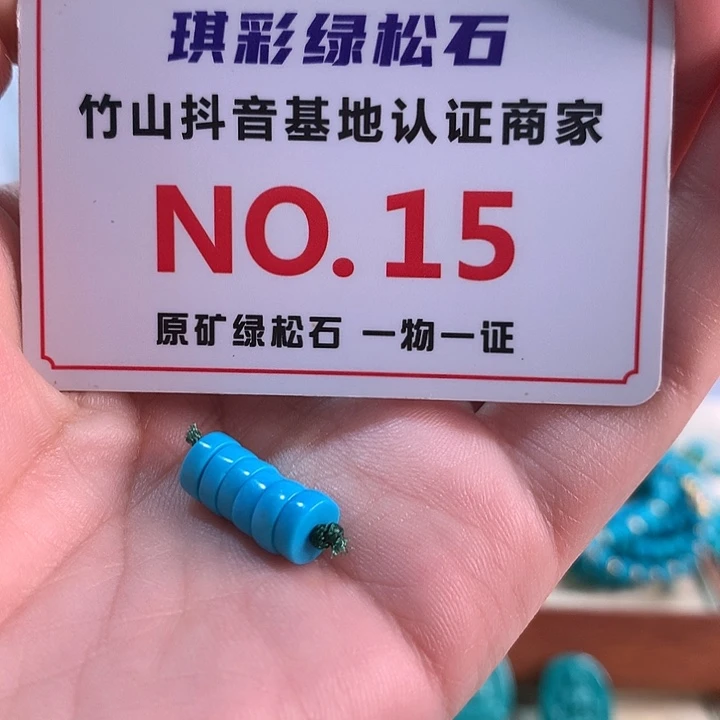 琪彩绿松石
竹山抖音基地认证商家
NO.15
原矿绿松石 一物一证